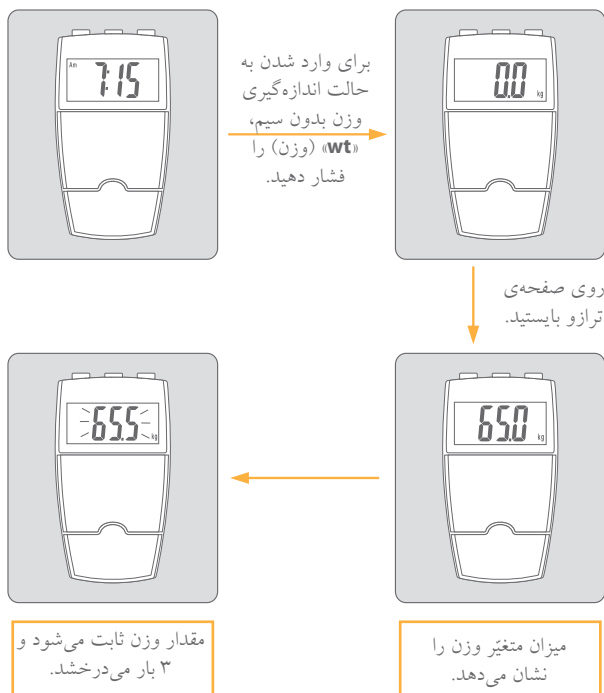 Am 7:15
برای وارد شدن به
حالت اندازه‌گیری
وزن بدون سیم،
«wt» (وزن) را
فشار دهید.
0.0 kg
روی صفحه‌ی
ترازو بایستید.
65.0 kg
میزان متغیّر وزن را
نشان می‌دهد.
65.5 kg
مقدار وزن ثابت می‌شود و
۳ بار می‌درخشد.